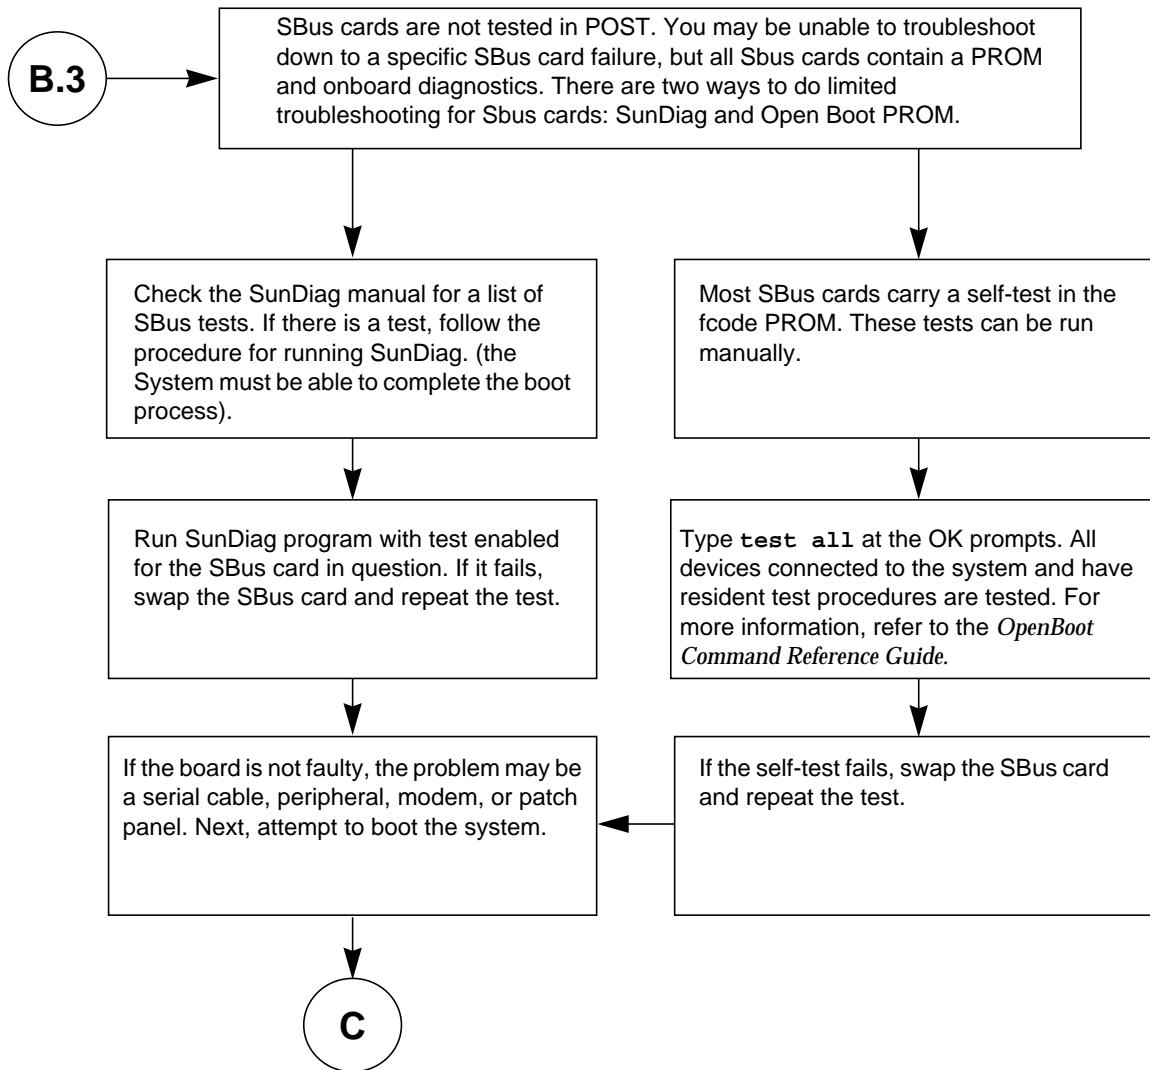 B.3
SBus cards are not tested in POST. You may be unable to troubleshoot
down to a specific SBus card failure, but all Sbus cards contain a PROM
and onboard diagnostics. There are two ways to do limited
troubleshooting for Sbus cards: SunDiag and Open Boot PROM.
Check the SunDiag manual for a list of
SBus tests. If there is a test, follow the
procedure for running SunDiag. (the
System must be able to complete the boot
process).
Most SBus cards carry a self-test in the
fcode PROM. These tests can be run
manually.
Run SunDiag program with test enabled
for the SBus card in question. If it fails,
swap the SBus card and repeat the test.
Type test all at the OK prompts. All
devices connected to the system and have
resident test procedures are tested. For
more information, refer to the OpenBoot
Command Reference Guide.
If the board is not faulty, the problem may be
a serial cable, peripheral, modem, or patch
panel. Next, attempt to boot the system.
If the self-test fails, swap the SBus card
and repeat the test.
C